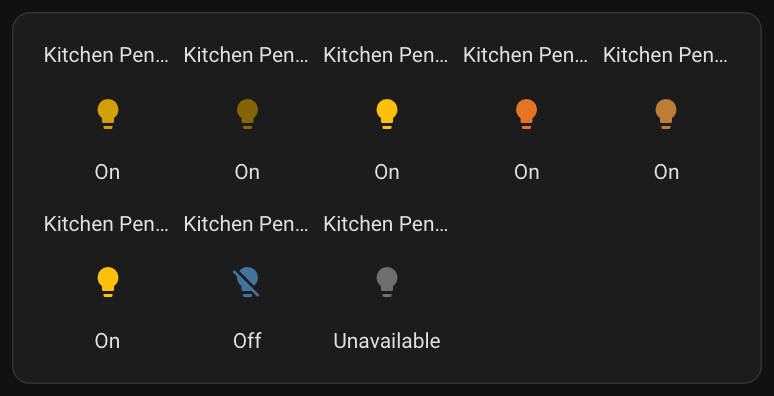 Kitchen Pen... Kitchen Pen... Kitchen Pen... Kitchen Pen... Kitchen Pen...
On On On On On
Kitchen Pen... Kitchen Pen... Kitchen Pen...
On Off Unavailable